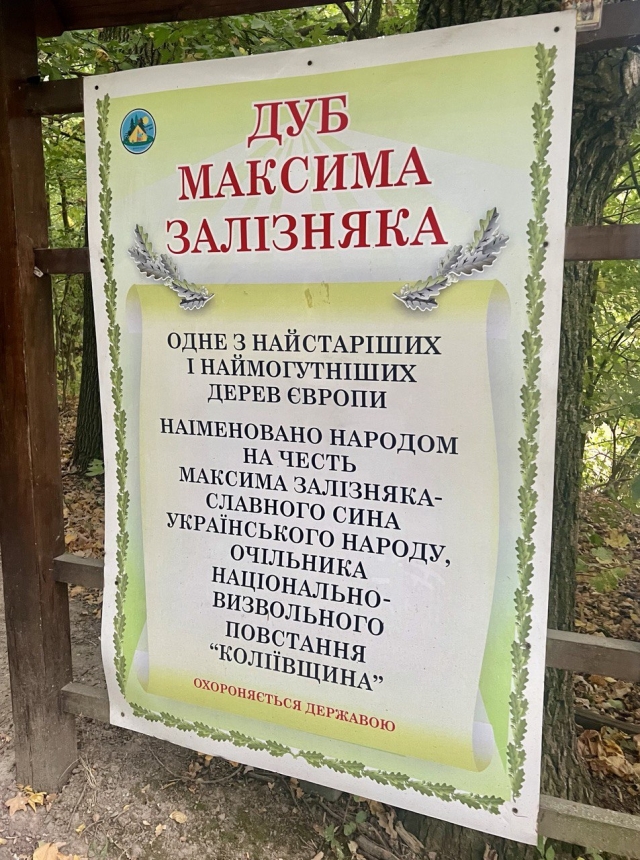 ДУБ
МАКСИМА
ЗАЛІЗНЯКА
ОДНЕ З НАЙСТАРІШИХ
І НАЙМОГУТНІШИХ
ДЕРЕВ ЄВРОПИ
НАІМЕНОВАНО НАРОДОМ
НА ЧЕСТЬ
МАКСИМА ЗАЛІЗНЯКА-
СЛАВНОГО СИНА
УКРАЇНСЬКОГО НАРОДУ,
ОЧІЛЬНИКА
НАЦІОНАЛЬНО-
ВИЗВОЛЬНОГО
ПОВСТАННЯ
“КОЛІЇВЩИНА”
ОХОРОНЯЄТЬСЯ ДЕРЖАВОЮ